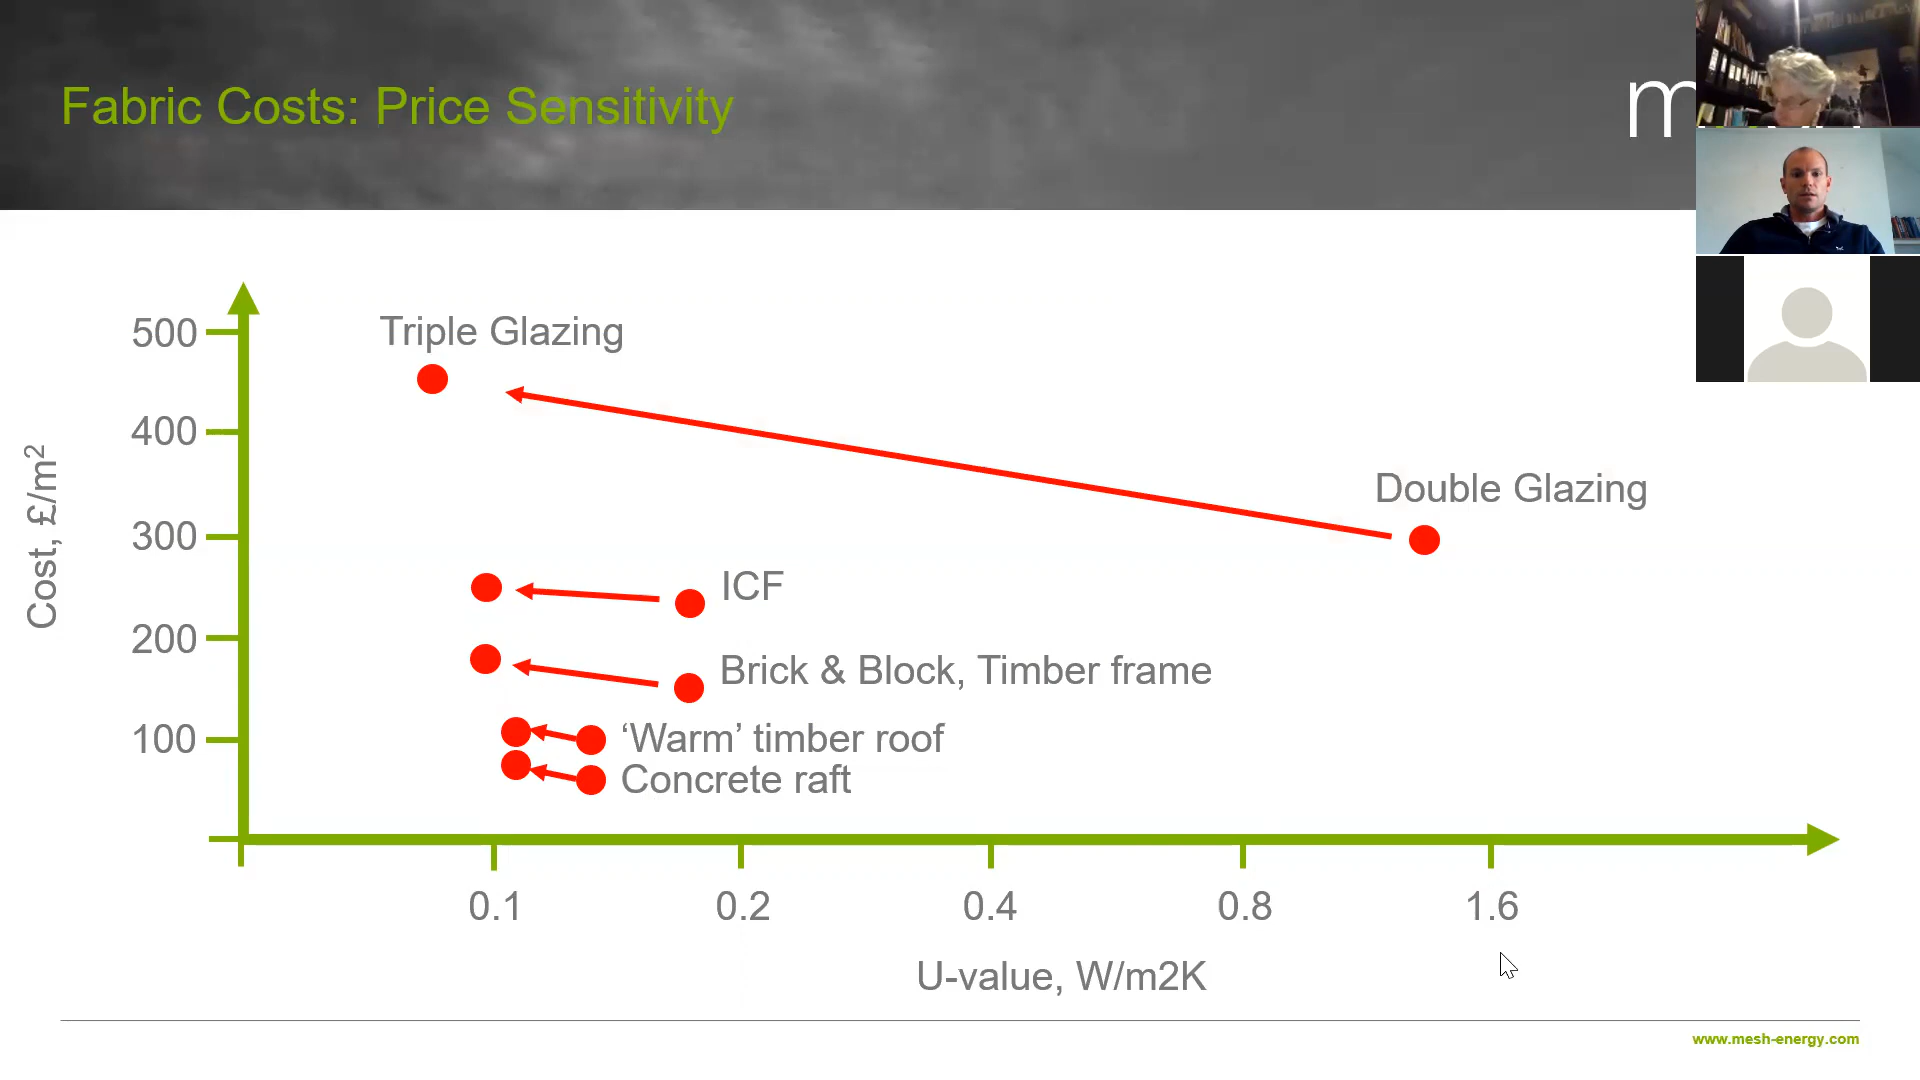 Fabric Costs: Price Sensitivity
m
500
400
300
200
100
Cost, £/m²
Triple Glazing
Double Glazing
ICF
Brick & Block, Timber frame
‘Warm’ timber roof
Concrete raft
0.1 0.2 0.4 0.8 1.6
U-value, W/m2K
www.mesh-energy.com